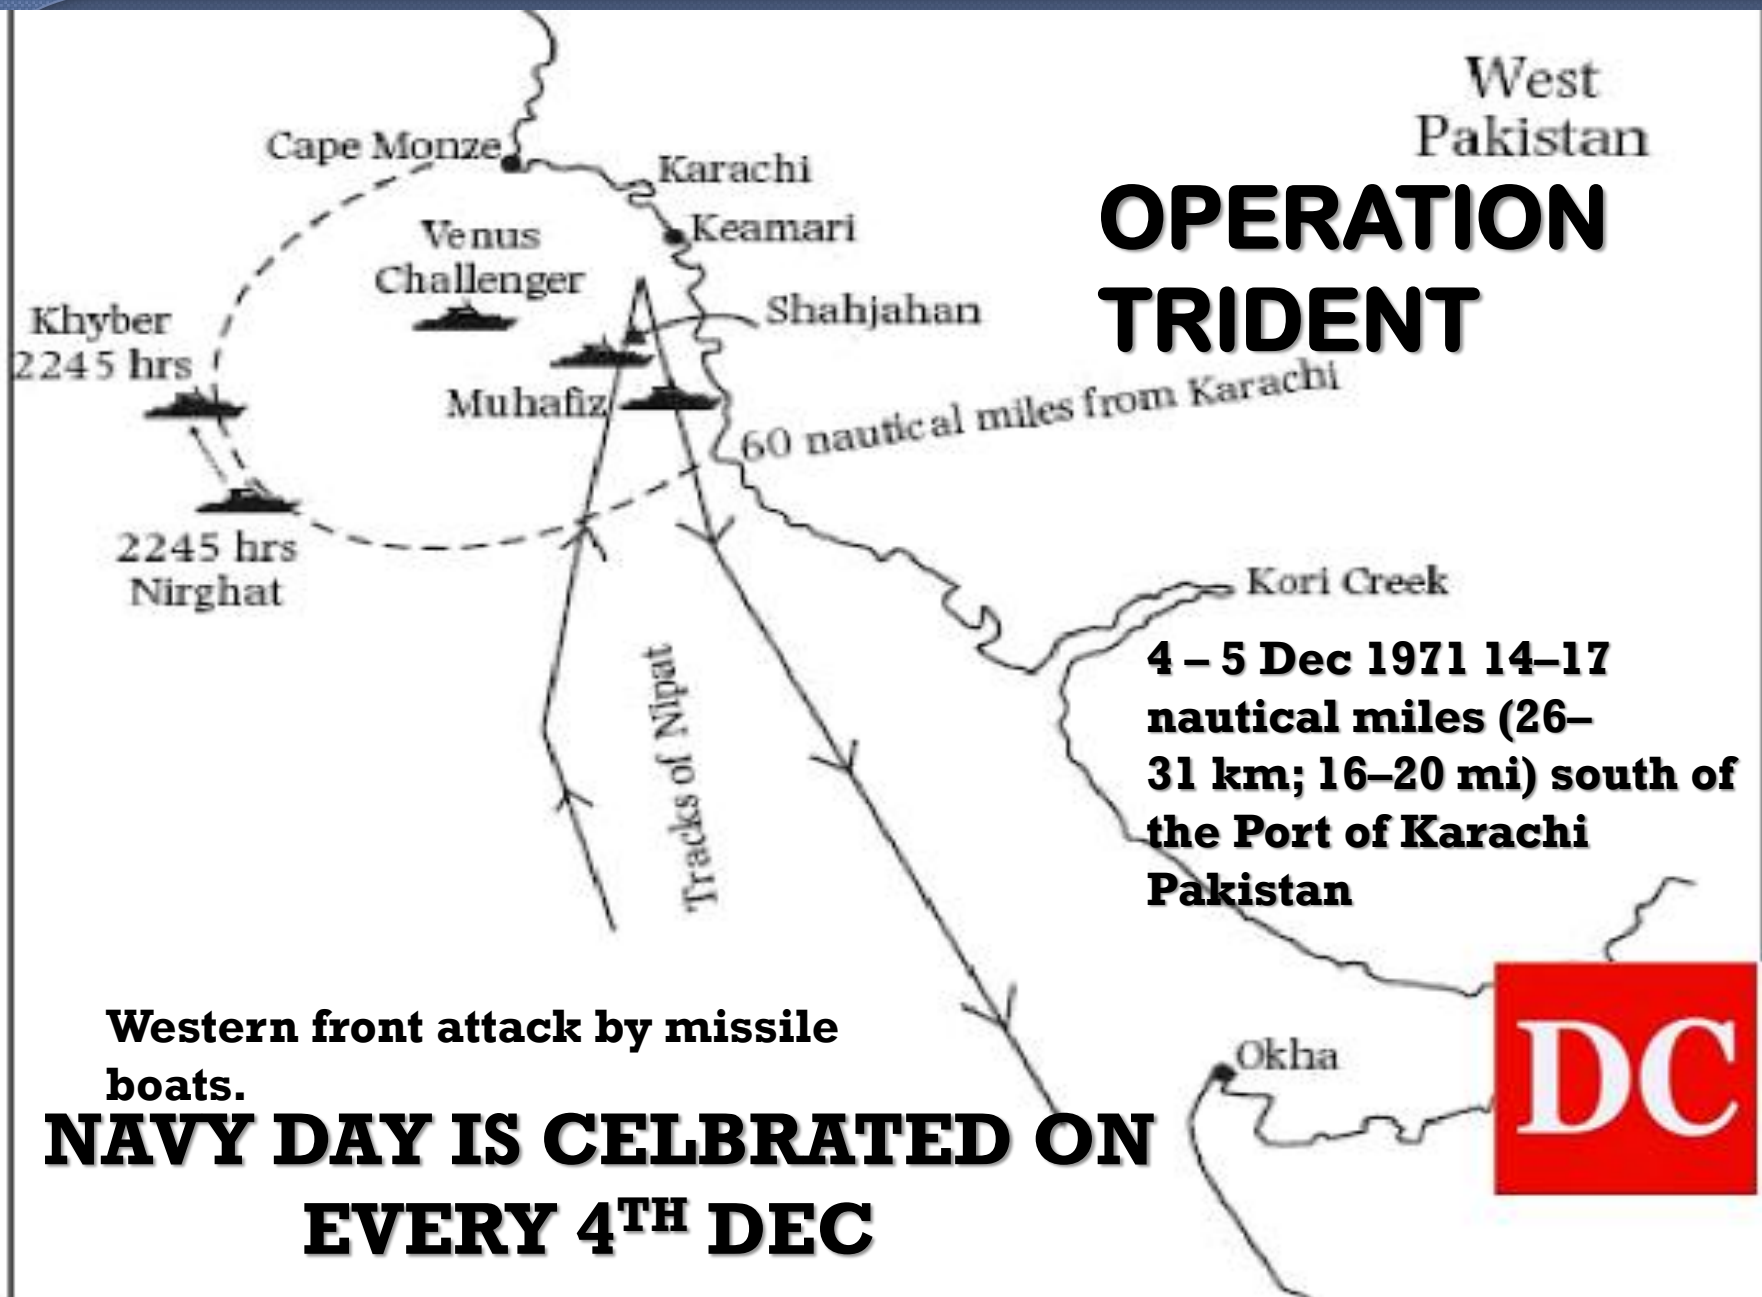 West
Pakistan
Cape Monze
Karachi
Keamari
OPERATION
TRIDENT
Venus
Challenger
Shahjahan
Khyber
2245 hrs
Muhafiz
60 nautical miles from Karachi
2245 hrs
Nirghat
Kori Creek
Tracks of Nipat
4 – 5 Dec 1971 14–17
nautical miles (26–
31 km; 16–20 mi) south of
the Port of Karachi
Pakistan
Western front attack by missile
boats.
Okha
DC
NAVY DAY IS CELBRATED ON
EVERY 4TH DEC